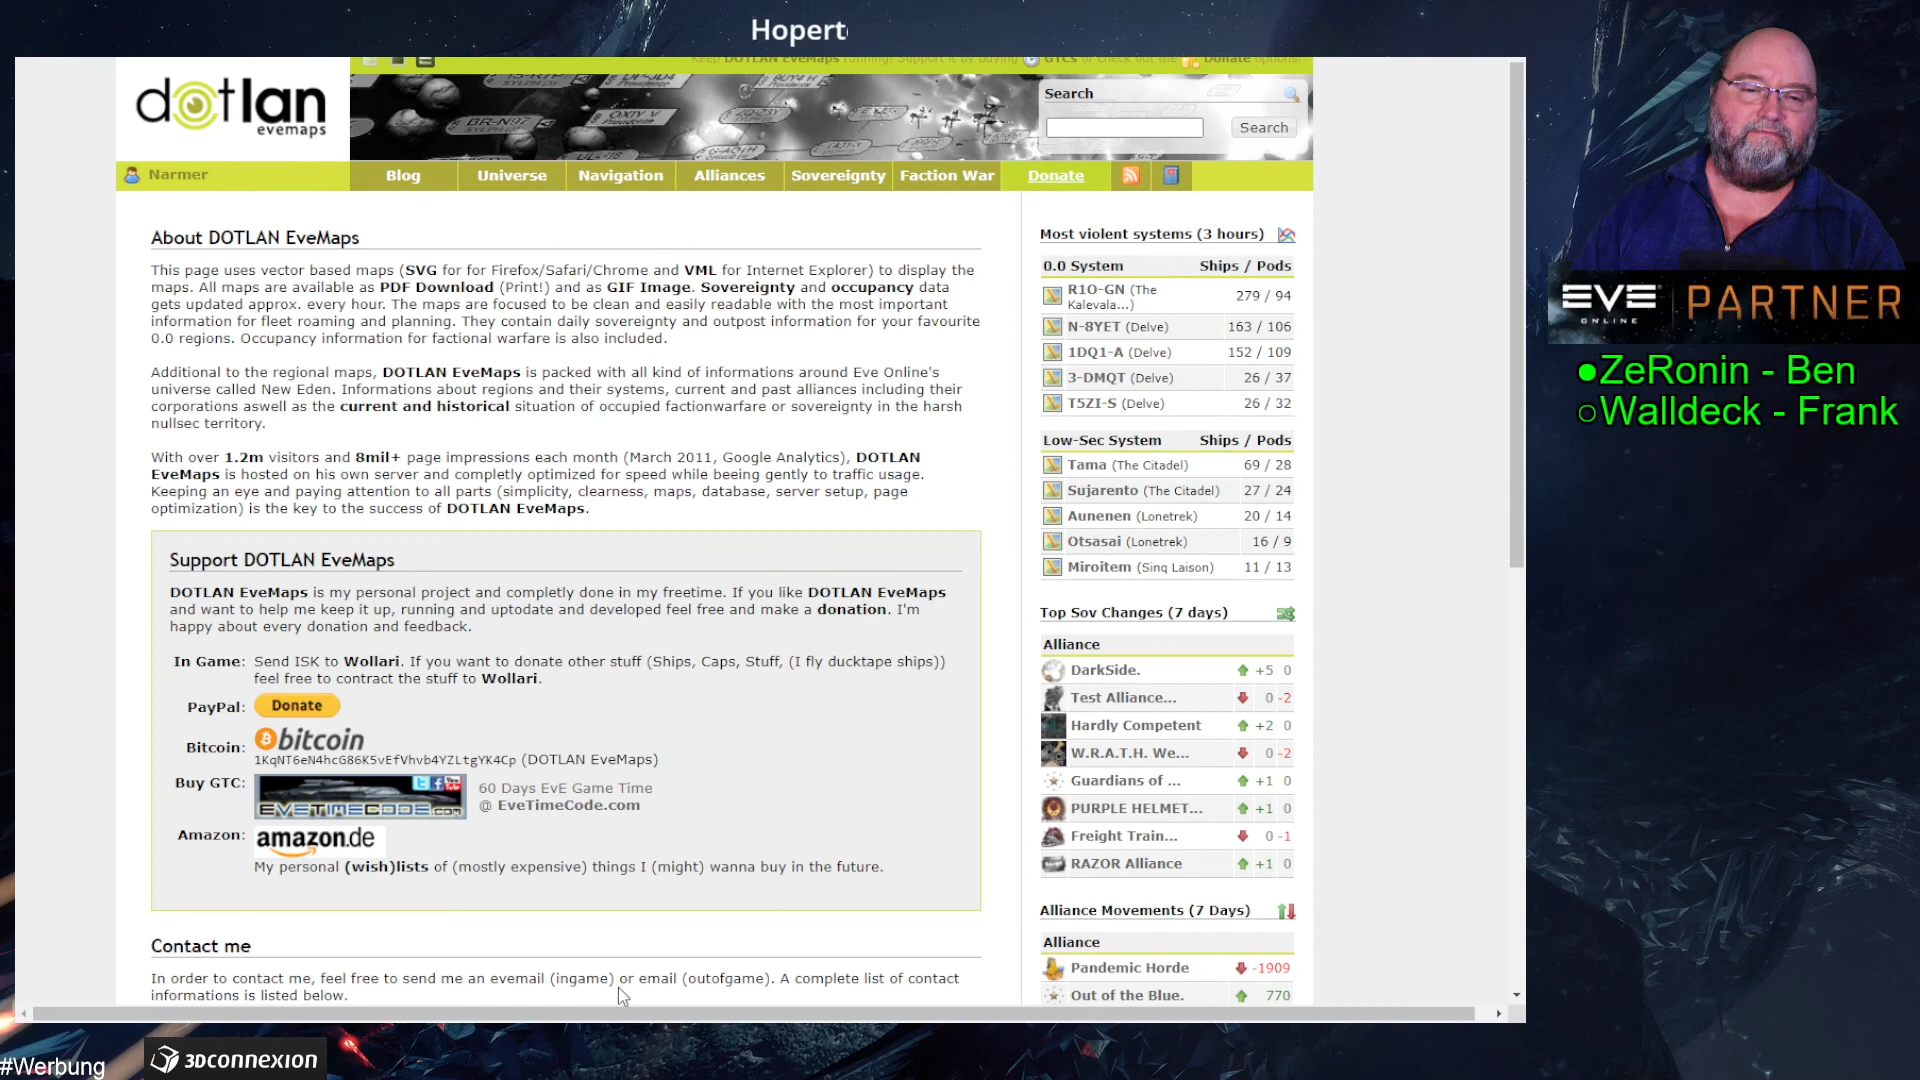 Hopert
dotlan
evemaps
Keep DOTLAN EveMaps running! Support it by buying GTCs or check out the Donate options.
Search
Search
Narmer
Blog
Universe
Navigation
Alliances
Sovereignty
Faction War
Donate
About DOTLAN EveMaps
This page uses vector based maps (SVG for for Firefox/Safari/Chrome and VML for Internet Explorer) to display the
maps. All maps are available as PDF Download (Print!) and as GIF Image. Sovereignty and occupancy data
gets updated approx. every hour. The maps are focused to be clean and easily readable with the most important
information for fleet roaming and planning. They contain daily sovereignty and outpost information for your favourite
0.0 regions. Occupancy information for factional warfare is also included.
Additional to the regional maps, DOTLAN EveMaps is packed with all kind of informations around Eve Online's
universe called New Eden. Informations about regions and their systems, current and past alliances including their
corporations aswell as the current and historical situation of occupied factionwarfare or sovereignty in the harsh
nullsec territory.
With over 1.2m visitors and 8mil+ page impressions each month (March 2011, Google Analytics), DOTLAN
EveMaps is hosted on his own server and completly optimized for speed while beeing gently to traffic usage.
Keeping an eye and paying attention to all parts (simplicity, clearness, maps, database, server setup, page
optimization) is the key to the success of DOTLAN EveMaps.
Support DOTLAN EveMaps
DOTLAN EveMaps is my personal project and completly done in my freetime. If you like DOTLAN EveMaps
and want to help me keep it up, running and uptodate and developed feel free and make a donation. I'm
happy about every donation and feedback.
In Game: Send ISK to Wollari. If you want to donate other stuff (Ships, Caps, Stuff, (I fly ducktape ships))
feel free to contract the stuff to Wollari.
PayPal: Donate
Bitcoin: bitcoin
1KqNT6eN4hcG86K5vEfVhvb4YZLtgYK4Cp (DOTLAN EveMaps)
Buy GTC: EVETIMECODE.com
60 Days EvE Game Time
@ EveTimeCode.com
Amazon: amazon.de
My personal (wish)lists of (mostly expensive) things I (might) wanna buy in the future.
Contact me
In order to contact me, feel free to send me an evemail (ingame) or email (outofgame). A complete list of contact
informations is listed below.
Most violent systems (3 hours)
0.0 System Ships / Pods
R1O-GN (The
Kalevala...) 279 / 94
N-8YET (Delve) 163 / 106
1DQ1-A (Delve) 152 / 109
3-DMQT (Delve) 26 / 37
T5ZI-S (Delve) 26 / 32
Low-Sec System Ships / Pods
Tama (The Citadel) 69 / 28
Sujarento (The Citadel) 27 / 24
Aunenen (Lonetrek) 20 / 14
Otsasai (Lonetrek) 16 / 9
Miroitem (Sinq Laison) 11 / 13
Top Sov Changes (7 days)
Alliance
DarkSide. +5 0
Test Alliance... 0 -2
Hardly Competent +2 0
W.R.A.T.H. We... 0 -2
Guardians of ... +1 0
PURPLE HELMET... +1 0
Freight Train... 0 -1
RAZOR Alliance +1 0
Alliance Movements (7 Days)
Alliance
Pandemic Horde -1909
Out of the Blue. 770
EVE ONLINE | PARTNER
●ZeRonin - Ben
○Walldeck - Frank
#Werbung
3DCONNEXION